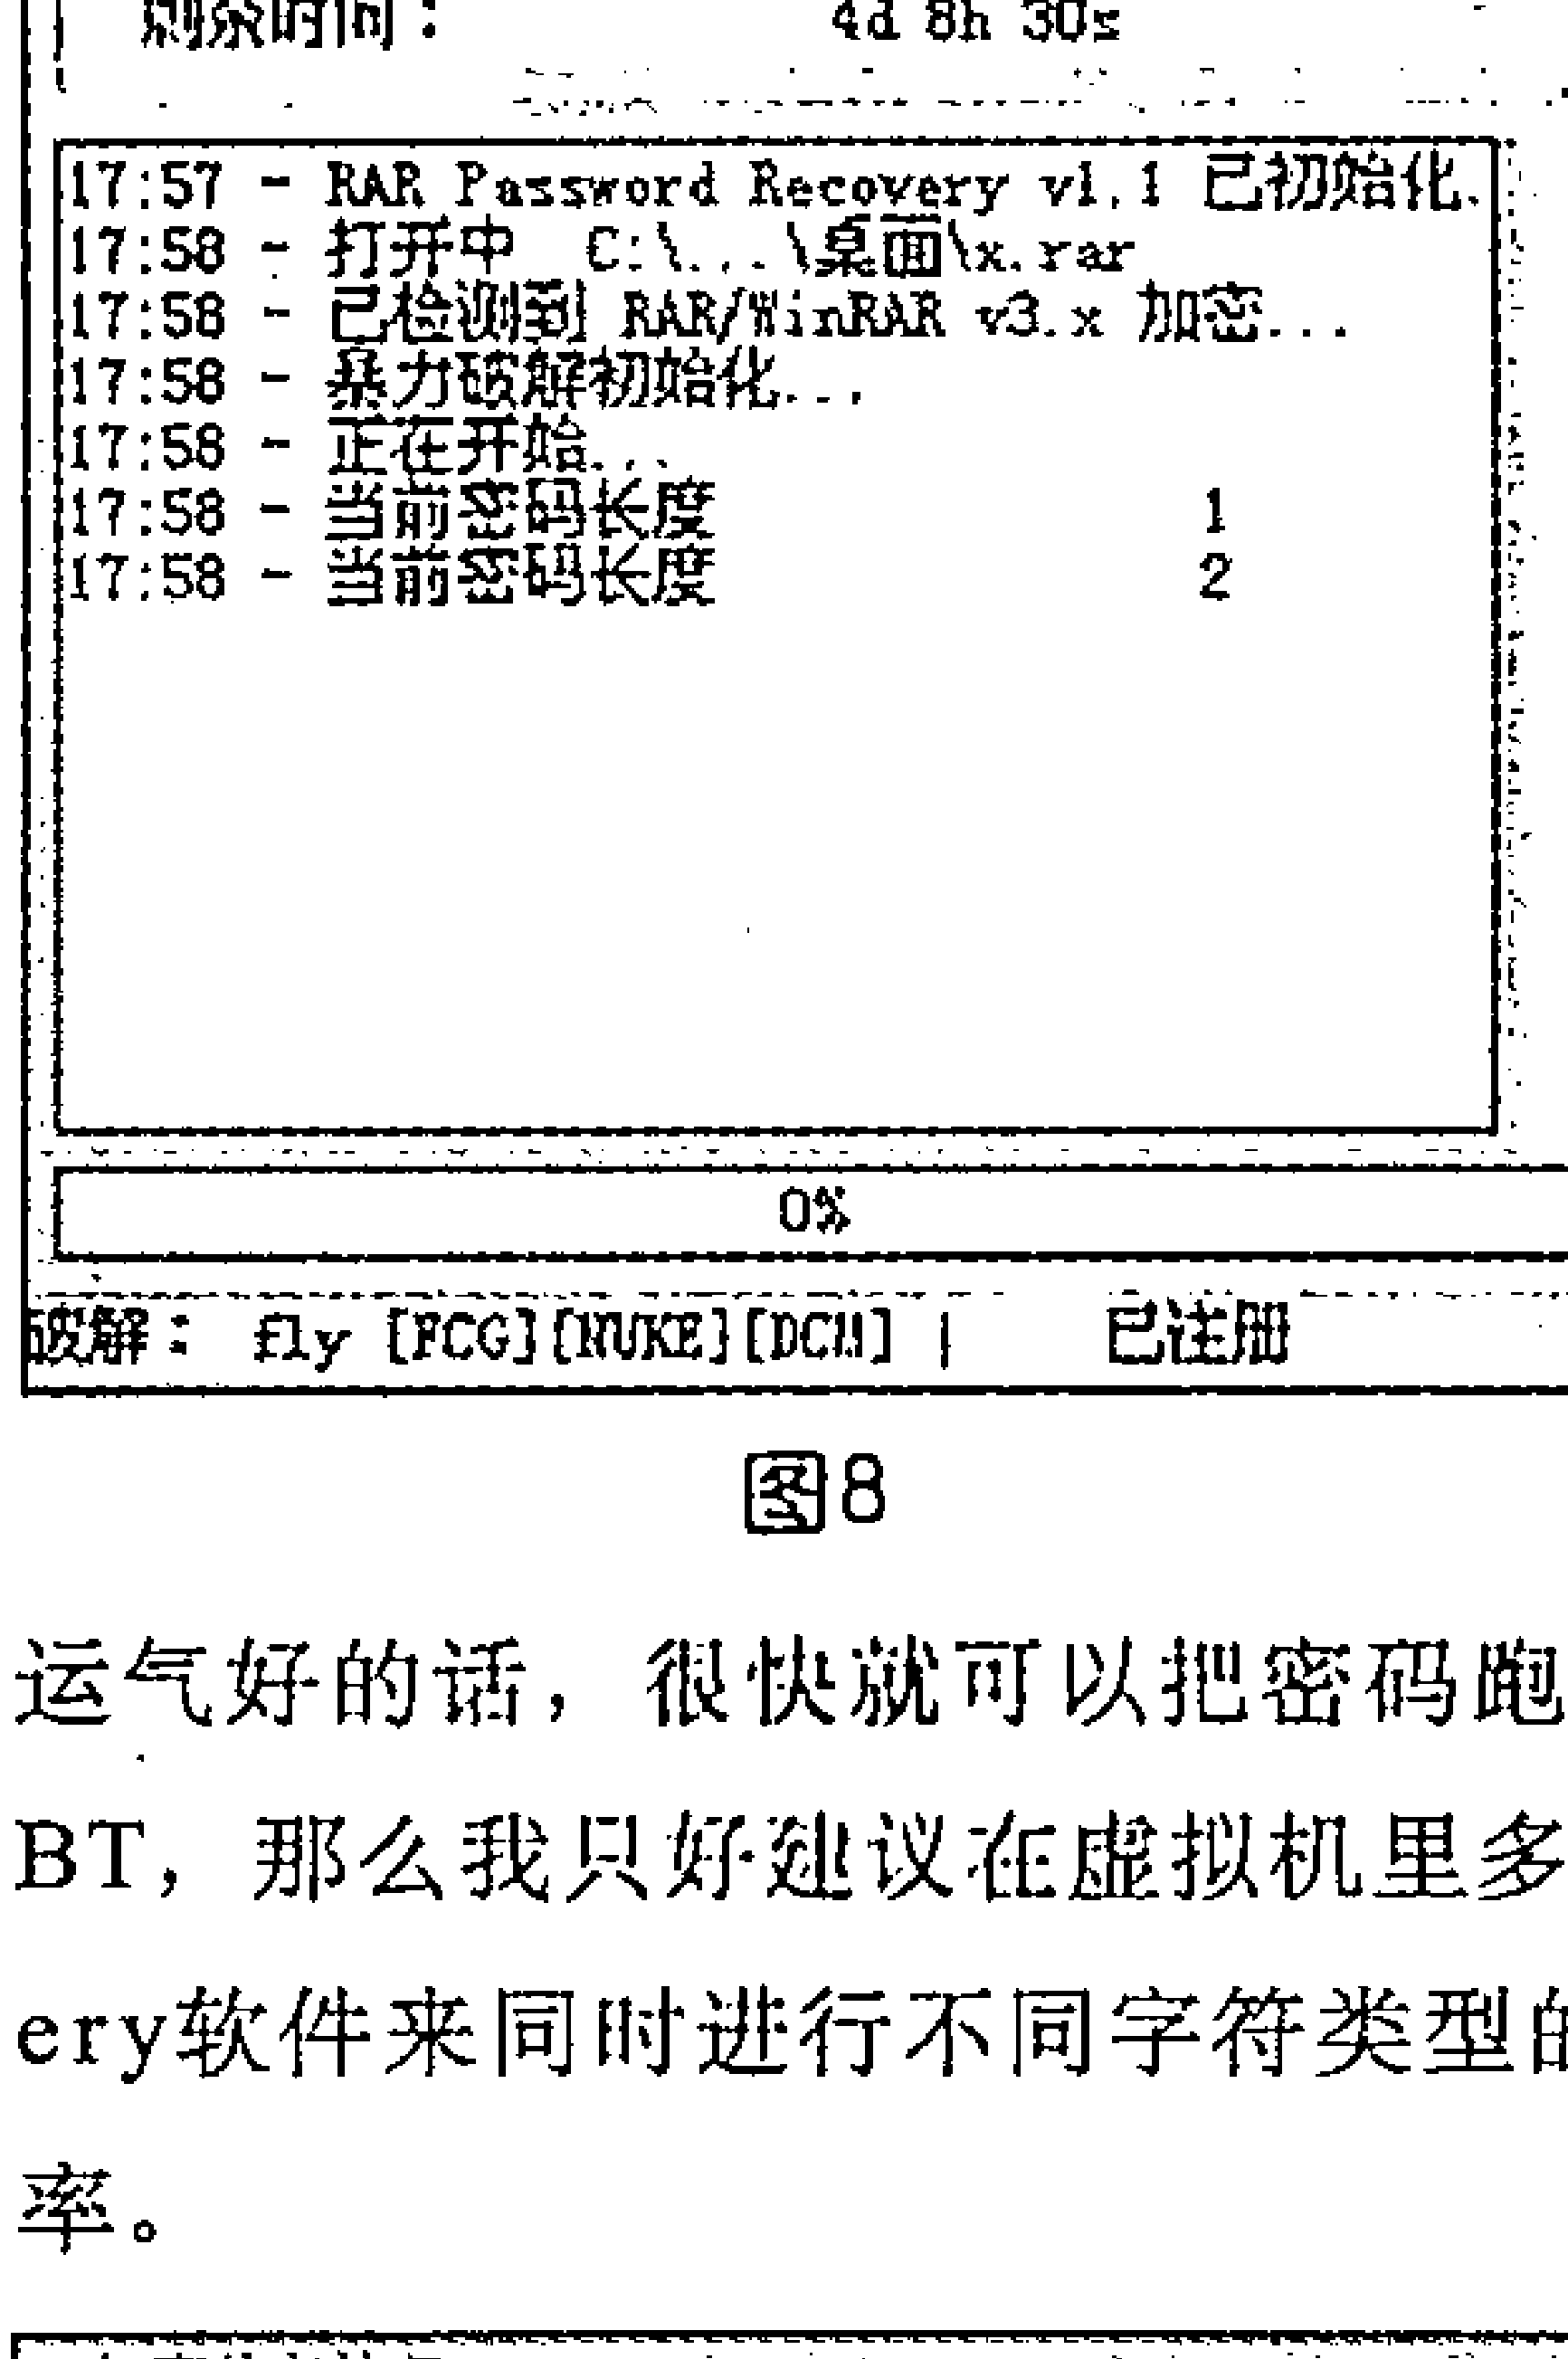 剩余时间： 4d 8h 30s
17:57 - RAR Password Recovery v1.1 已初始化.
17:58 - 打开中 C:\...\桌面\x.rar
17:58 - 已检测到 RAR/WinRAR v3.x 加密...
17:58 - 暴力破解初始化...
17:58 - 正在开始...
17:58 - 当前密码长度 1
17:58 - 当前密码长度 2
0%
破解： fly [FCG][NUKE][DCM] | 已注册
图8
运气好的话，很快就可以把密码跑
BT，那么我只好建议在虚拟机里多
ery软件来同时进行不同字符类型的
率。